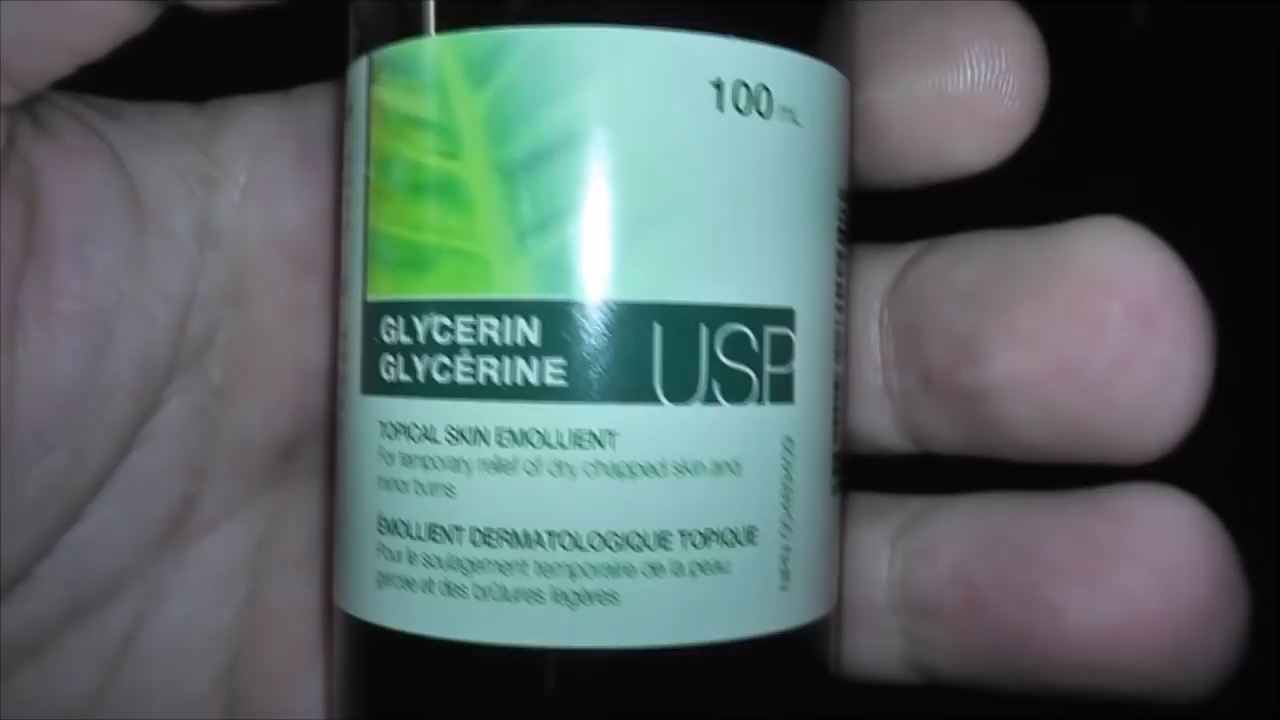 100 mL
GLYCERIN
GLYCÉRINE
U.S.P
TOPICAL SKIN EMOLLIENT
For temporary relief of dry chapped skin and
minor burns
ÉMOLLIENT DERMATOLOGIQUE TOPIQUE
Pour le soulagement temporaire de la peau
gercée et des brûlures légères
NPN